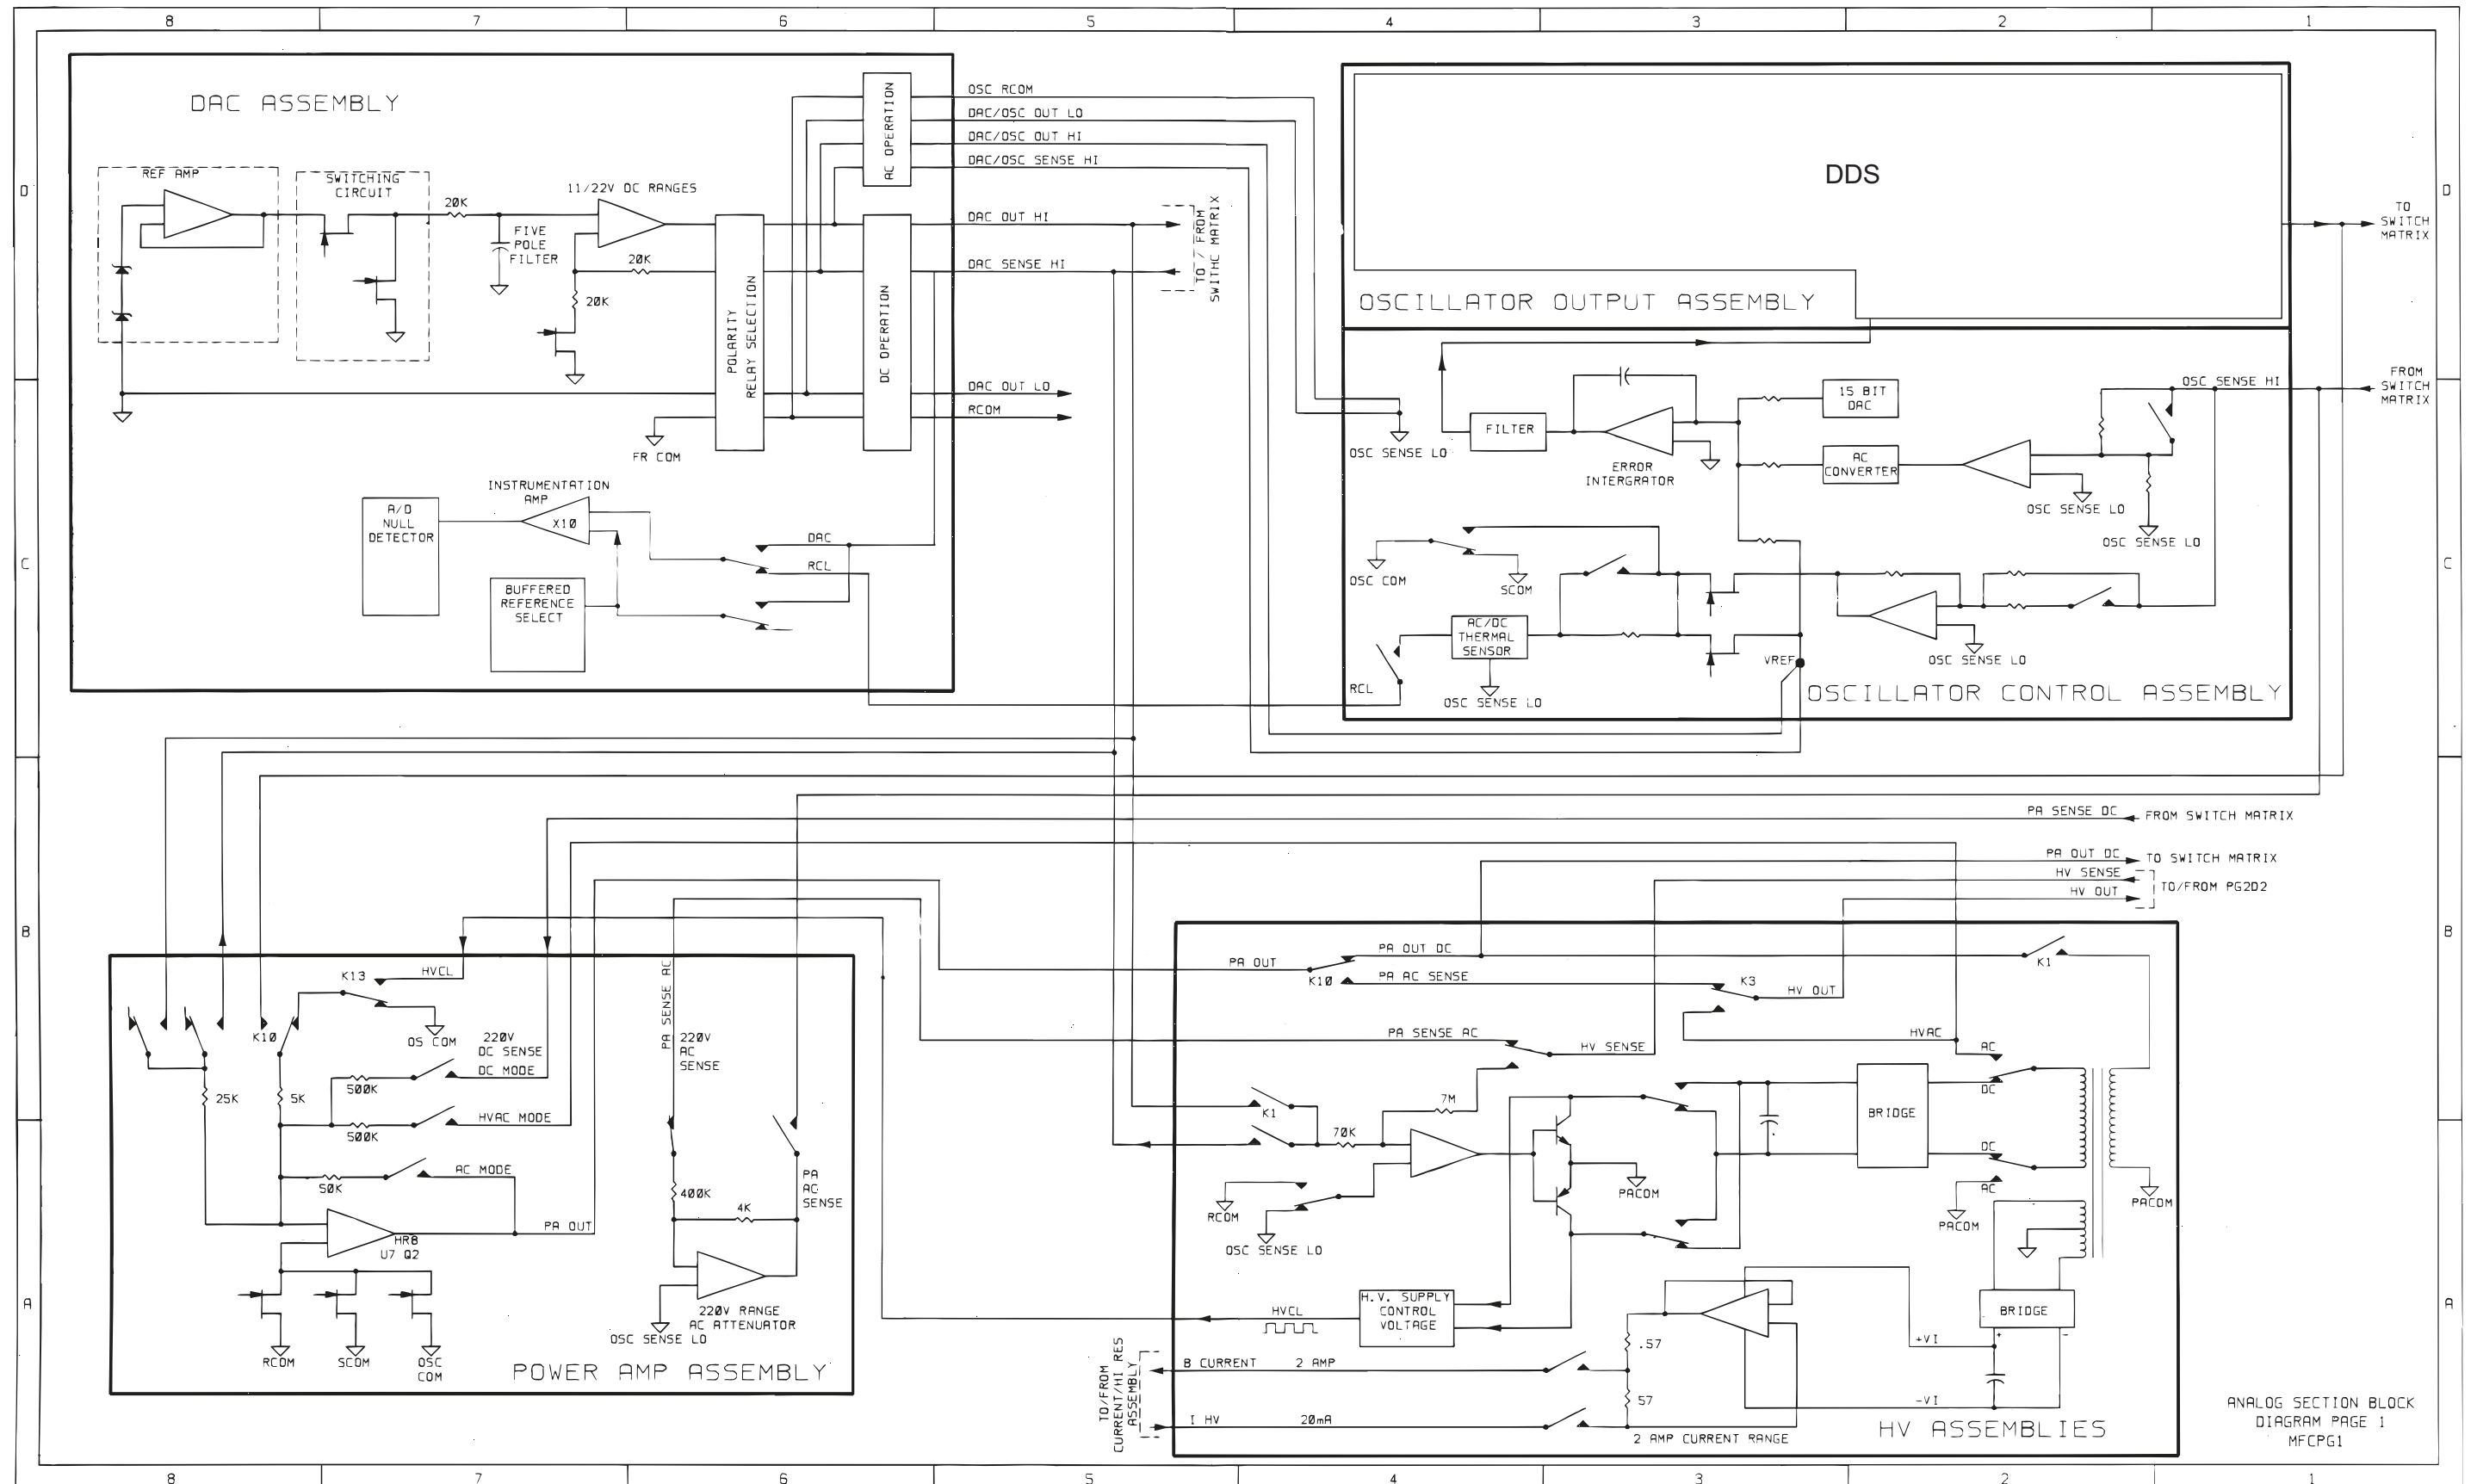 8 7 6 5 4 3 2 1
DAC ASSEMBLY
REF AMP
SWITCHING
CIRCUIT
20K
FIVE
POLE
FILTER
11/22V DC RANGES
20K
20K
POLARITY
RELAY SELECTION
AC OPERATION
DC OPERATION
OSC RCOM
DAC/OSC OUT LO
DAC/OSC OUT HI
DAC/OSC SENSE HI
DAC OUT HI
DAC SENSE HI
TO / FROM
SWITHC MATRIX
DAC OUT LO
RCOM
FR COM
INSTRUMENTATION
AMP
X10
A/D
NULL
DETECTOR
BUFFERED
REFERENCE
SELECT
DAC
RCL
DDS
OSCILLATOR OUTPUT ASSEMBLY
TO
SWITCH
MATRIX
FROM
SWITCH
MATRIX
OSC SENSE HI
15 BIT
DAC
FILTER
ERROR
INTERGRATOR
AC
CONVERTER
OSC SENSE LO
OSC SENSE LO
OSC SENSE LO
OSC COM
SCOM
AC/DC
THERMAL
SENSOR
OSC SENSE LO
RCL
VREF
OSC SENSE LO
OSCILLATOR CONTROL ASSEMBLY
PA SENSE DC
FROM SWITCH MATRIX
PA OUT DC
TO SWITCH MATRIX
HV SENSE
HV OUT
TO/FROM PG2D2
K13
HVCL
OS COM
K10
220V
DC SENSE
DC MODE
500K
25K
5K
HVAC MODE
500K
AC MODE
50K
PA OUT
HR8
U7 Q2
RCOM
SCOM
OSC
COM
PA SENSE AC
220V
AC
SENSE
400K
4K
PA
AC
SENSE
220V RANGE
AC ATTENUATOR
OSC SENSE LO
POWER AMP ASSEMBLY
PA OUT
K10
PA OUT DC
PA AC SENSE
K3
HV OUT
K1
HVAC
PA SENSE AC
HV SENSE
AC
DC
BRIDGE
DC
AC
PACOM
PACOM
K1
70K
7M
RCOM
OSC SENSE LO
PACOM
H.V. SUPPLY
CONTROL
VOLTAGE
HVCL
.57
57
BRIDGE
+ -
+VI
-VI
TO/FROM
CURRENT/HI RES
ASSEMBLY
B CURRENT 2 AMP
I HV 20mA
2 AMP CURRENT RANGE
HV ASSEMBLIES
ANALOG SECTION BLOCK
DIAGRAM PAGE 1
MFCPG1
D
C
B
A
D
C
B
A
8 7 6 5 4 3 2 1